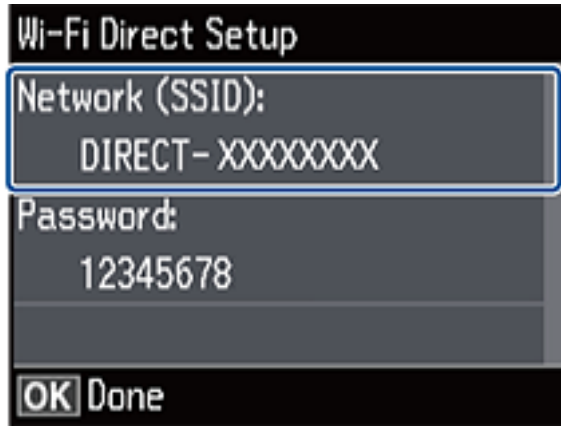 Wi-Fi Direct Setup
Network (SSID):
DIRECT-XXXXXXXX
Password:
12345678
OK Done